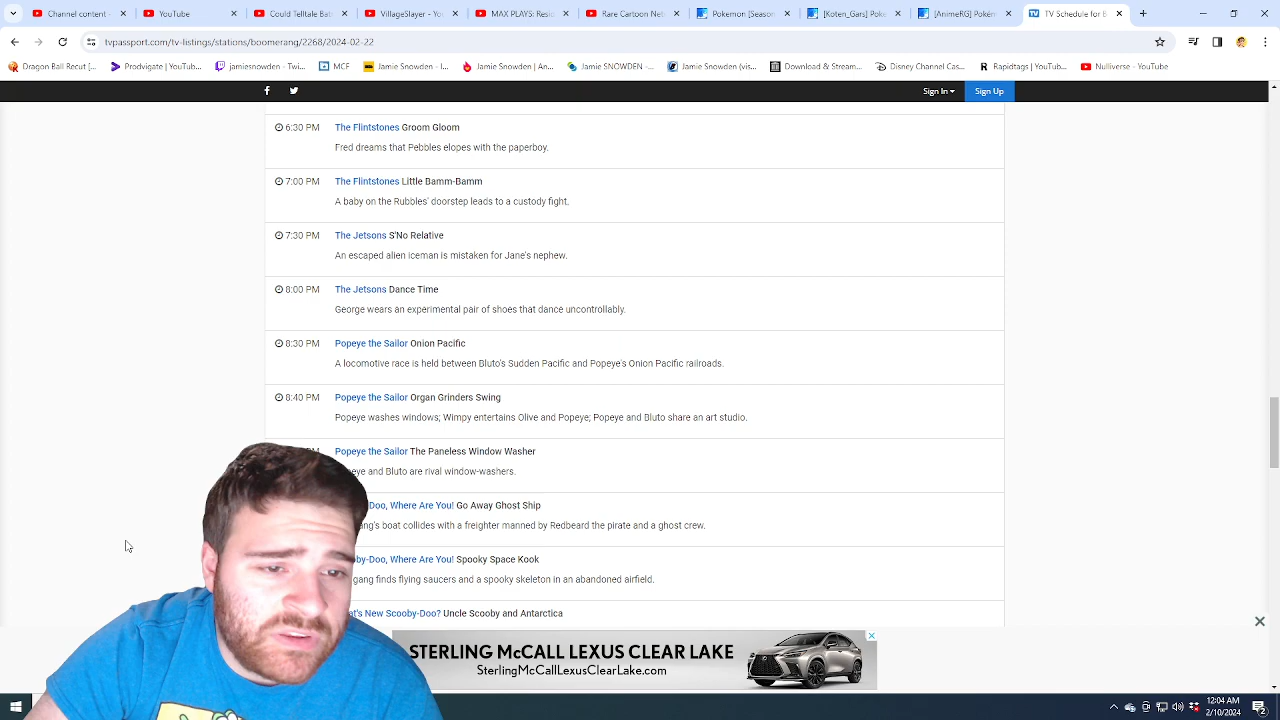 Channel content
YouTube
Could Telltale Ba
VillageSlayer -
MAX PLUS: Ratio
Rare Carbon Net
Pokemon [Season
[KotekGars] Poke
[AnimeKG] Pokém
TV Schedule for B
tvpassport.com/tv-listings/stations/boomerang/2268/2024-02-22
Dragon Ball Recut [...
Prodvigate | YouTub...
jamiesnowden - Twi...
MCF
Jamie Snowden - I...
Jamie Snowden | An...
Jamie SNOWDEN -...
Jamie Snowden (vis...
Download & Stream...
Disney Channel Cas...
Rapidtags | YouTub...
Nulliverse - YouTube
Sign In
Sign Up
6:30 PM The Flintstones Groom Gloom
Fred dreams that Pebbles elopes with the paperboy.
7:00 PM The Flintstones Little Bamm-Bamm
A baby on the Rubbles' doorstep leads to a custody fight.
7:30 PM The Jetsons S'No Relative
An escaped alien iceman is mistaken for Jane's nephew.
8:00 PM The Jetsons Dance Time
George wears an experimental pair of shoes that dance uncontrollably.
8:30 PM Popeye the Sailor Onion Pacific
A locomotive race is held between Bluto's Sudden Pacific and Popeye's Onion Pacific railroads.
8:40 PM Popeye the Sailor Organ Grinders Swing
Popeye washes windows; Wimpy entertains Olive and Popeye; Popeye and Bluto share an art studio.
Popeye the Sailor The Paneless Window Washer
and Bluto are rival window-washers.
Doo, Where Are You! Go Away Ghost Ship
boat collides with a freighter manned by Redbeard the pirate and a ghost crew.
Doo, Where Are You! Spooky Space Kook
gang finds flying saucers and a spooky skeleton in an abandoned airfield.
New Scooby-Doo? Uncle Scooby and Antarctica
STERLING McCALL LEXUS CLEAR LAKE
SterlingMcCallLexusClearLake.com
12:04 AM
2/10/2024
2